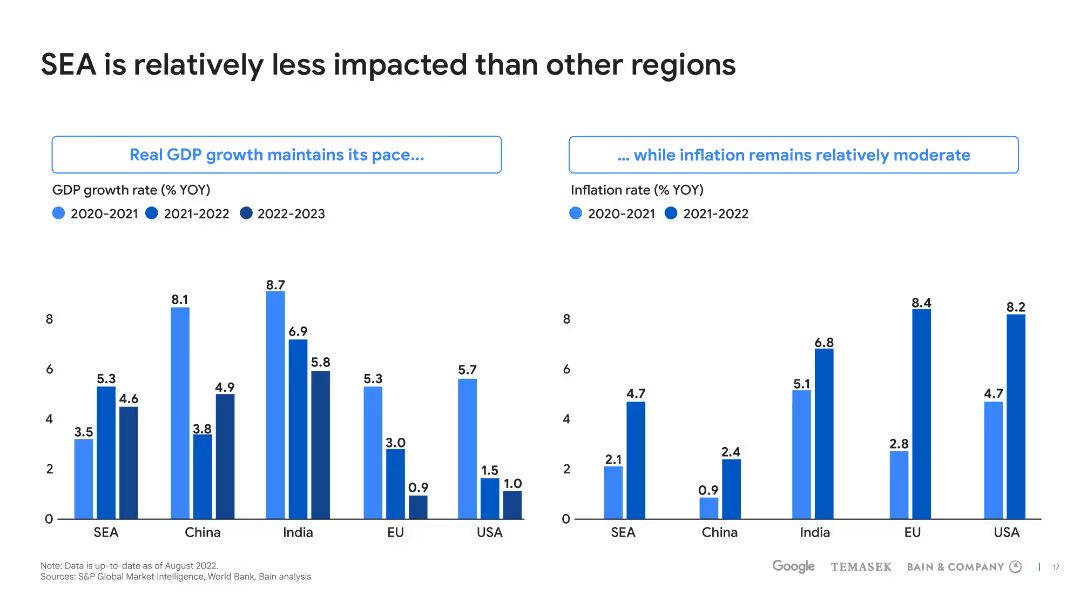 SEA is relatively less impacted than other regions
Real GDP growth maintains its pace...
GDP growth rate (% YOY)
2020-2021 2021-2022 2022-2023
8.1 8.7
8
5.3 4.6 4.9 6.9 5.8 5.3 5.7
6
3.5 3.8 3.0
4
2
0.9 1.5 1.0
0
SEA China India EU USA
... while inflation remains relatively moderate
Inflation rate (% YOY)
2020-2021 2021-2022
8.4 8.2
8
6.8
6
4.7 5.1 4.7
4
2.1 2.4 2.8
2
0.9
0
SEA China India EU USA
Note: Data is up-to-date as of August 2022.
Sources: S&P Global Market Intelligence, World Bank, Bain analysis
Google TEMASEK BAIN & COMPANY 17